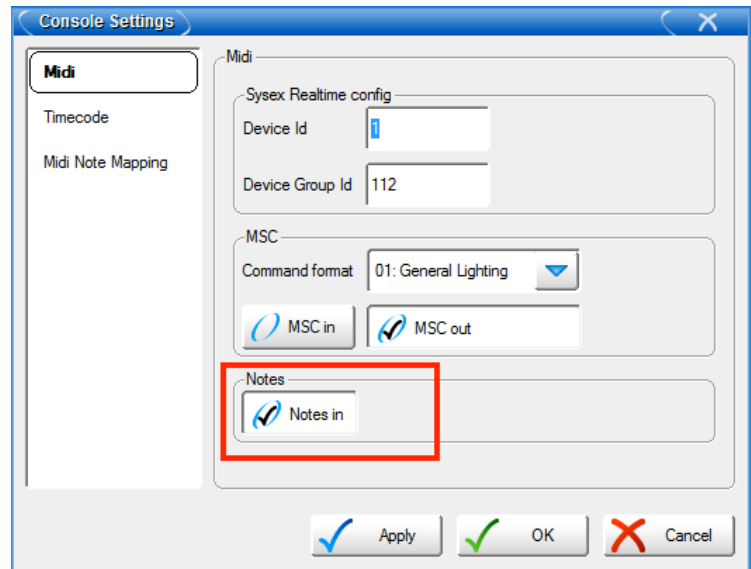 Console Settings
Midi
Timecode
Midi Note Mapping
Midi
Sysex Realtime config
Device Id 1
Device Group Id 112
MSC
Command format 01: General Lighting
MSC in MSC out
Notes
Notes in
Apply OK Cancel